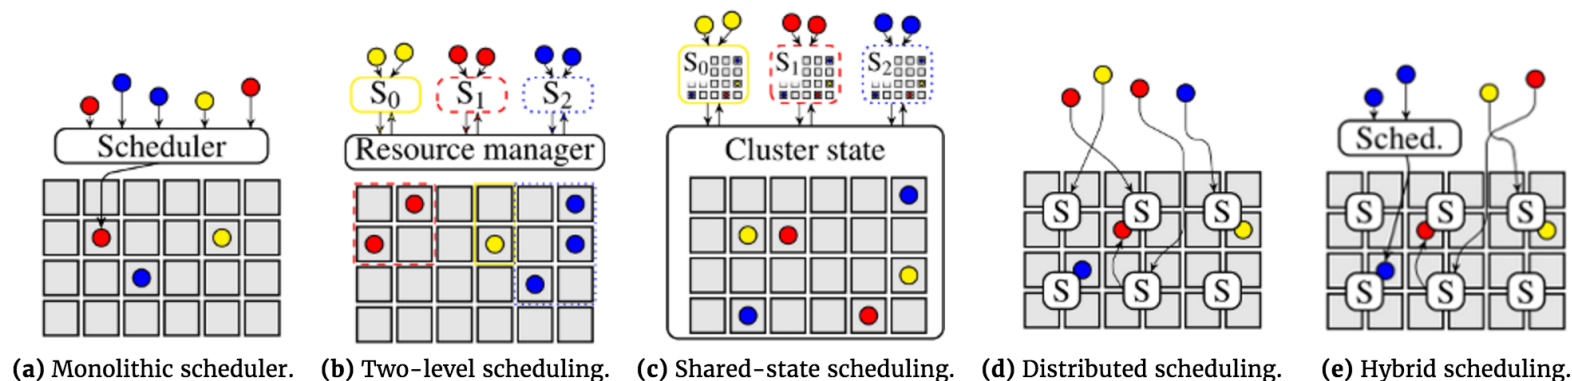 Scheduler
(a) Monolithic scheduler.
S0 S1 S2
Resource manager
(b) Two-level scheduling.
S0 S1 S2
Cluster state
(c) Shared-state scheduling.
S S S
S S S
(d) Distributed scheduling.
Sched.
S S S
S S S
(e) Hybrid scheduling.